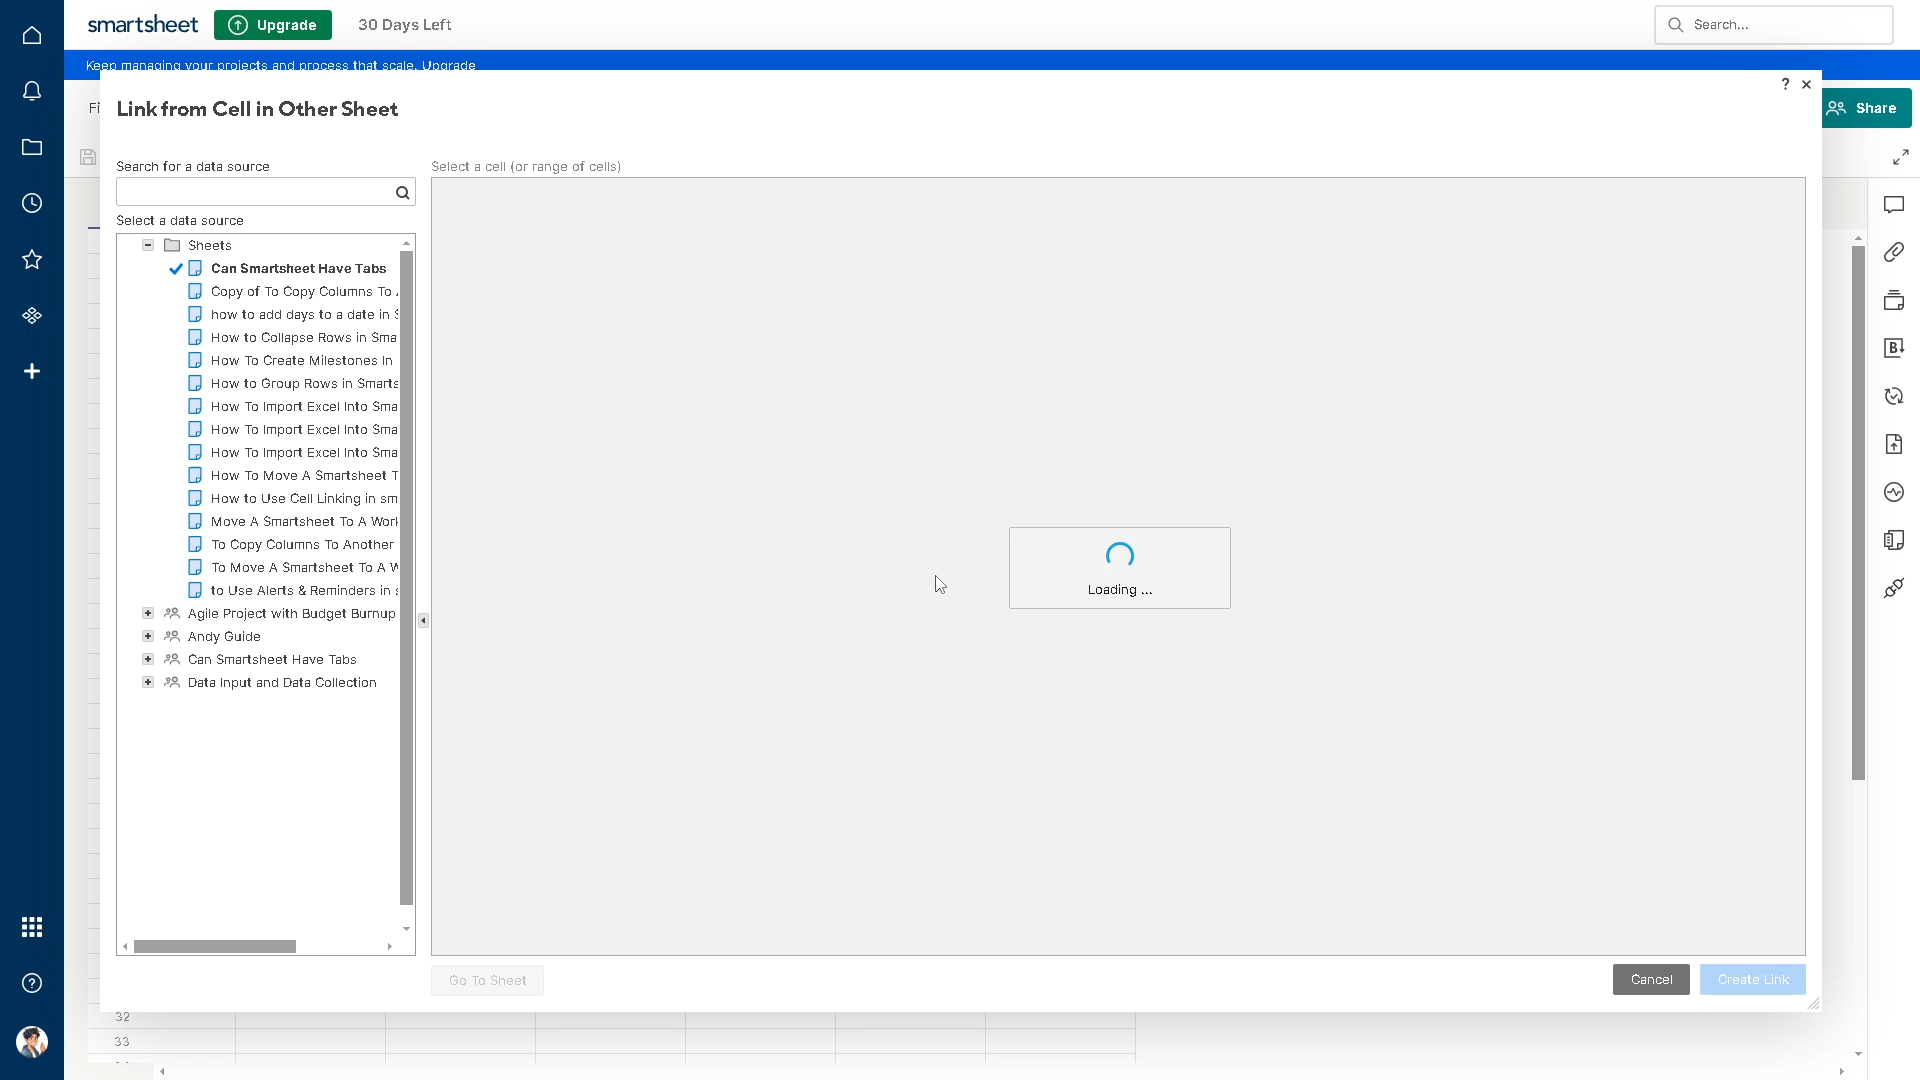 smartsheet
Upgrade
30 Days Left
Search...
Keep managing your projects and process that scale. Upgrade
Fi
Link from Cell in Other Sheet
?
Share
Search for a data source
Select a cell (or range of cells)
Select a data source
Sheets
Can Smartsheet Have Tabs
Copy of To Copy Columns To
how to add days to a date in
How to Collapse Rows in Sma
How To Create Milestones In
How to Group Rows in Smarts
How To Import Excel Into Sma
How To Import Excel Into Sma
How To Import Excel Into Sma
How To Move A Smartsheet T
How to Use Cell Linking in sm
Move A Smartsheet To A Wor
To Copy Columns To Another
To Move A Smartsheet To A W
to Use Alerts & Reminders in s
Agile Project with Budget Burnup
Andy Guide
Can Smartsheet Have Tabs
Data Input and Data Collection
Loading ...
Go To Sheet
Cancel
Create Link
32
33